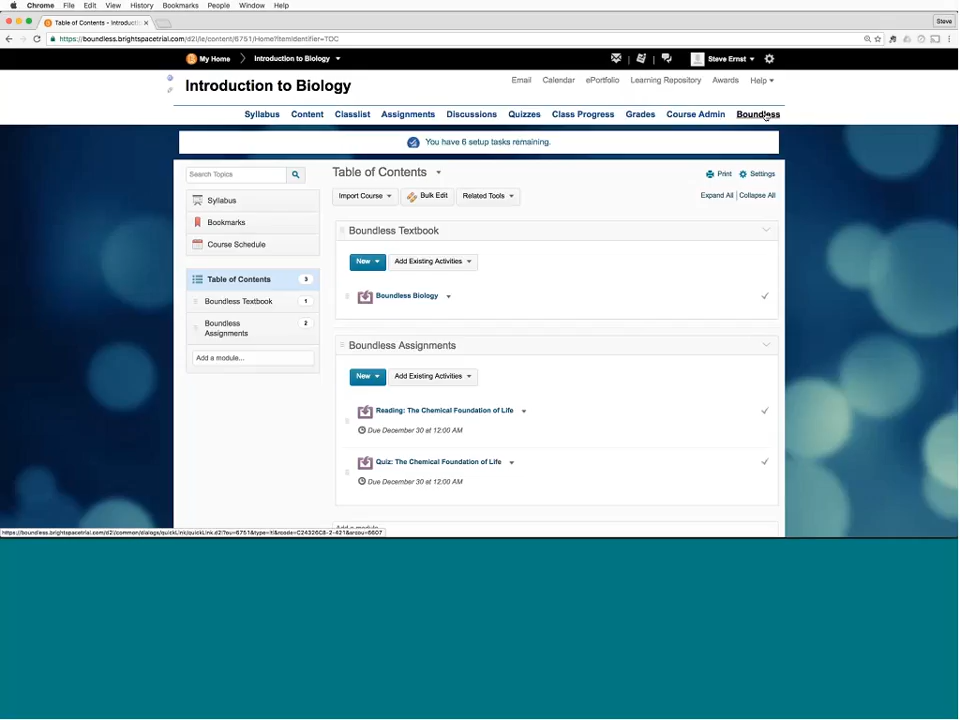 Chrome File Edit View History Bookmarks People Window Help
Table of Contents - Introducti
Steve
https://boundless.brightspacetrial.com/d2l/le/content/6751/Home?itemIdentifier=TOC
My Home Introduction to Biology Steve Ernst
Introduction to Biology
Email Calendar ePortfolio Learning Repository Awards Help
Syllabus Content Classlist Assignments Discussions Quizzes Class Progress Grades Course Admin Boundless
You have 6 setup tasks remaining.
Search Topics
Syllabus
Bookmarks
Course Schedule
Table of Contents 3
Boundless Textbook 1
Boundless Assignments 2
Add a module...
Table of Contents
Print Settings
Import Course Bulk Edit Related Tools
Expand All Collapse All
Boundless Textbook
New Add Existing Activities
Boundless Biology
Boundless Assignments
New Add Existing Activities
Reading: The Chemical Foundation of Life
Due December 30 at 12:00 AM
Quiz: The Chemical Foundation of Life
Due December 30 at 12:00 AM
Add a module